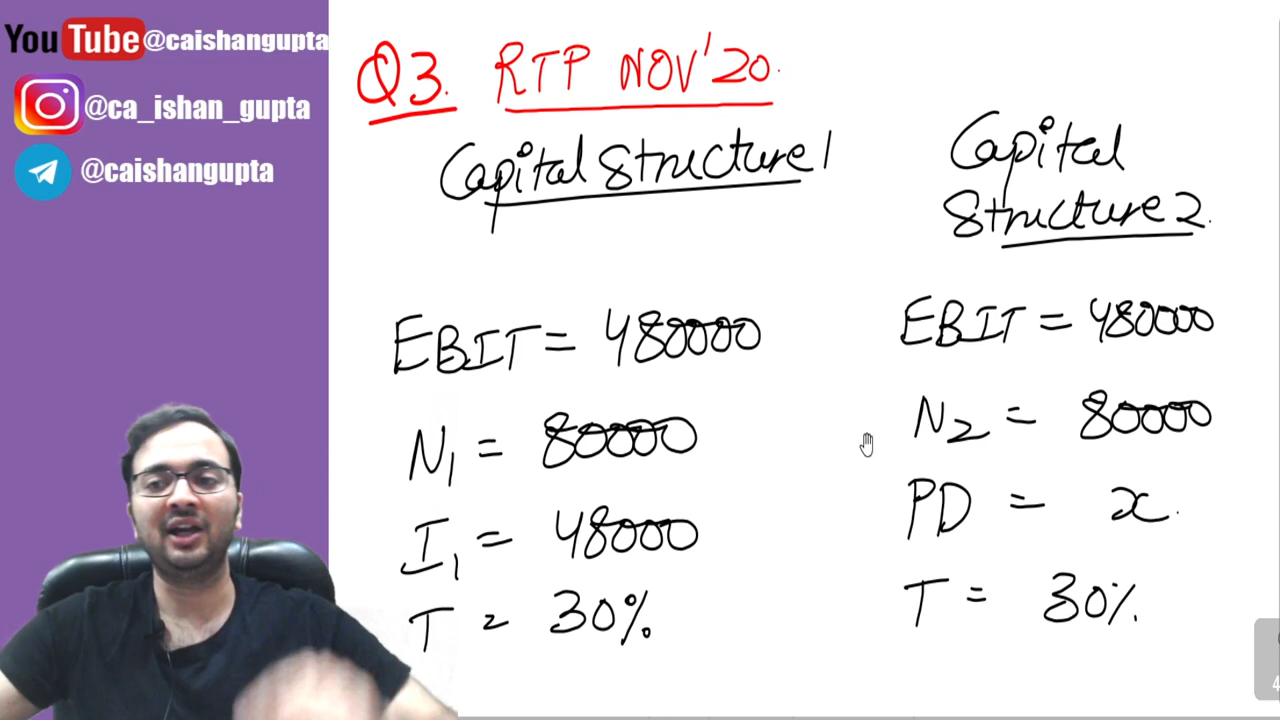 YouTube@caishangupta
@ca_ishan_gupta
@caishangupta
Q3. RTP NOV'20.
Capital Structure 1
EBIT = 480000
N1 = 80000
I1 = 48000
T = 30%.
Capital
Structure 2.
EBIT = 480000
N2 = 80000
PD = x.
T = 30%.
4